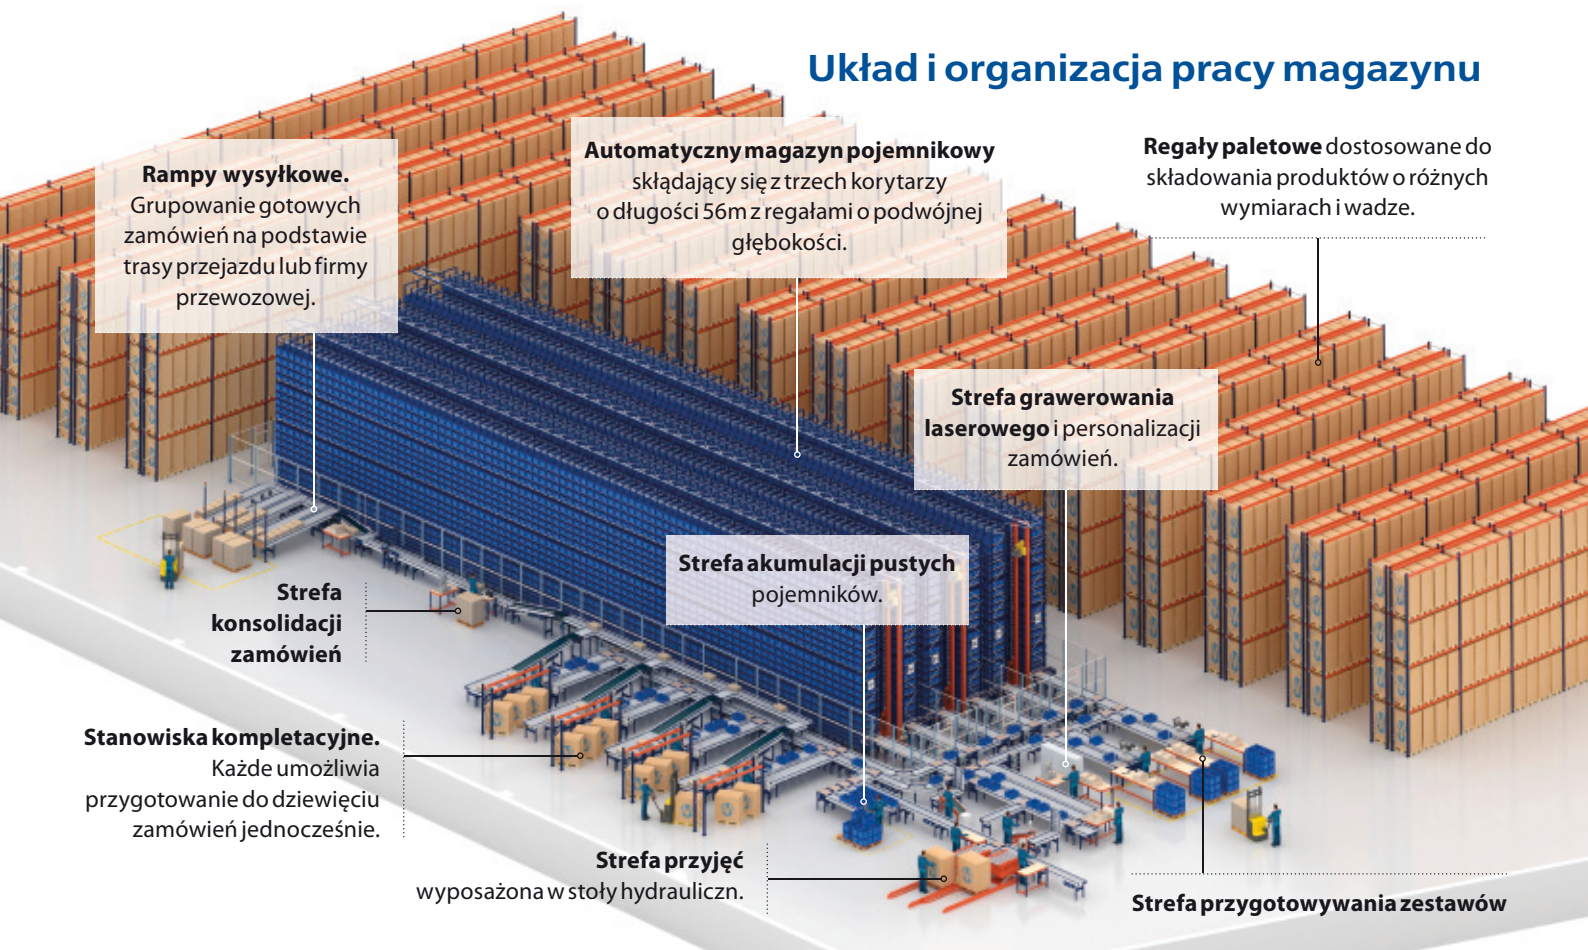 Układ i organizacja pracy magazynu
Rampy wysyłkowe.
Grupowanie gotowych
zamówień na podstawie
trasy przejazdu lub firmy
przewozowej.
Automatyczny magazyn pojemnikowy
skłądający się z trzech korytarzy
o długości 56m z regałami o podwójnej
głębokości.
Regały paletowe dostosowane do
składowania produktów o różnych
wymiarach i wadze.
Strefa grawerowania
laserowego i personalizacji
zamówień.
Strefa akumulacji pustych
pojemników.
Strefa
konsolidacji
zamówień
Stanowiska kompletacyjne.
Każde umożliwia
przygotowanie do dziewięciu
zamówień jednocześnie.
Strefa przyjęć
wyposażona w stoły hydrauliczn.
Strefa przygotowywania zestawów